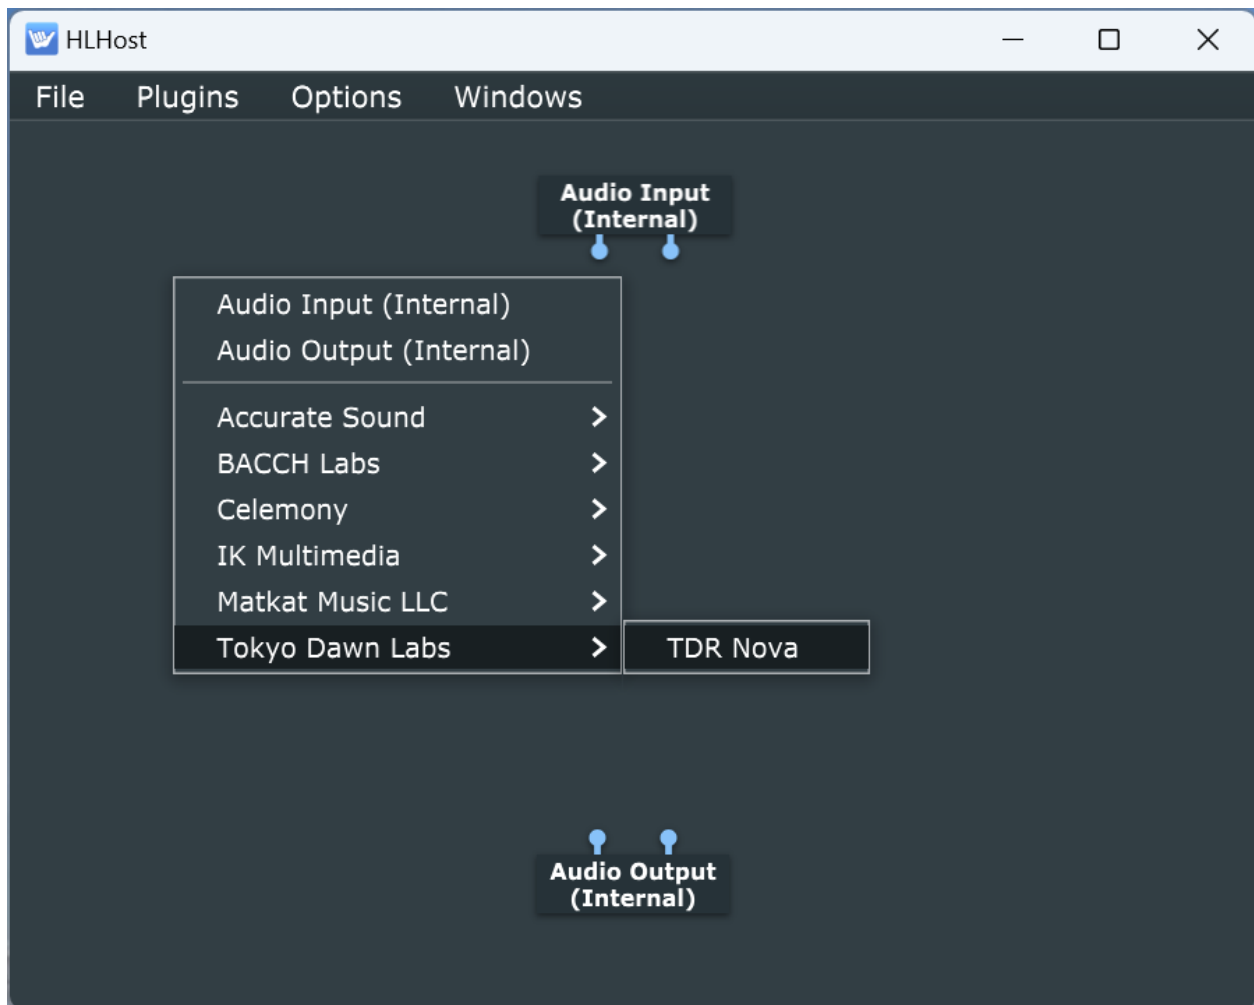 HLHost
File Plugins Options Windows
Audio Input
(Internal)
Audio Input (Internal)
Audio Output (Internal)
Accurate Sound
BACCH Labs
Celemony
IK Multimedia
Matkat Music LLC
Tokyo Dawn Labs
TDR Nova
Audio Output
(Internal)